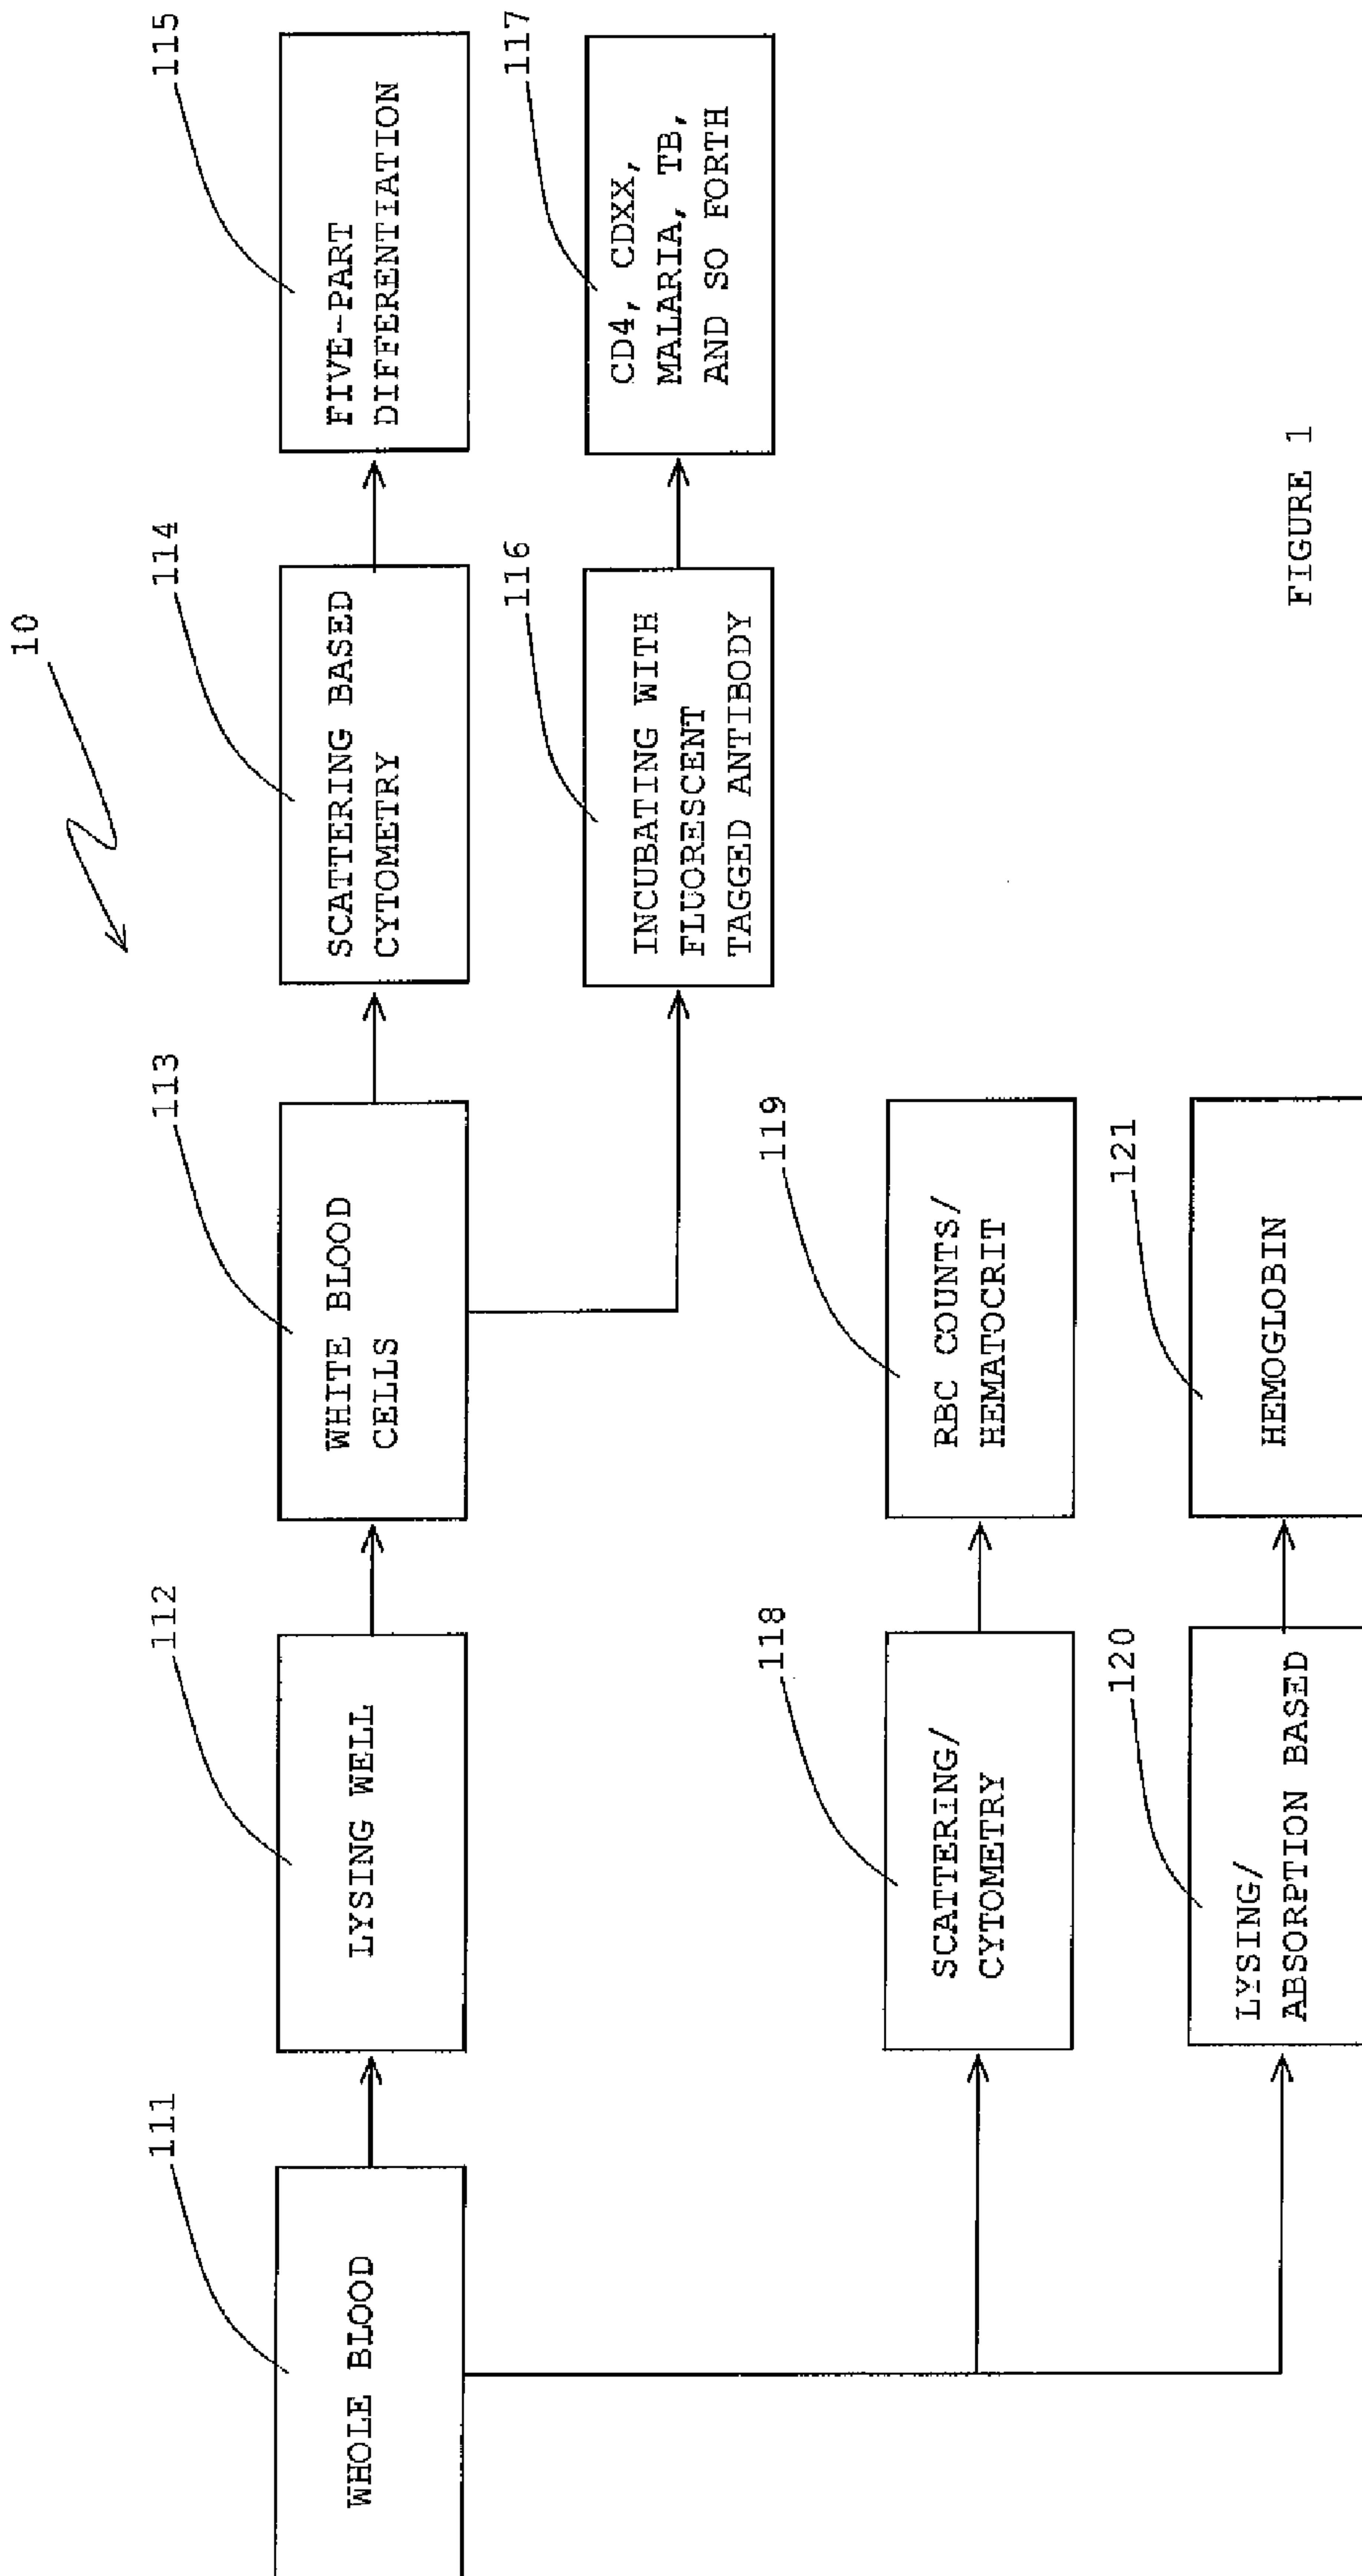 10
111
WHOLE BLOOD
112
LYSING WELL
113
WHITE BLOOD
CELLS
114
SCATTERING BASED
CYTOMETRY
115
FIVE-PART
DIFFERENTIATION
116
INCUBATING WITH
FLUORESCENT
TAGGED ANTIBODY
117
CD4, CDXX,
MALARIA, TB,
AND SO FORTH
118
SCATTERING/
CYTOMETRY
119
RBC COUNTS/
HEMATOCRIT
120
LYSING/
ABSORPTION BASED
121
HEMOGLOBIN
FIGURE 1